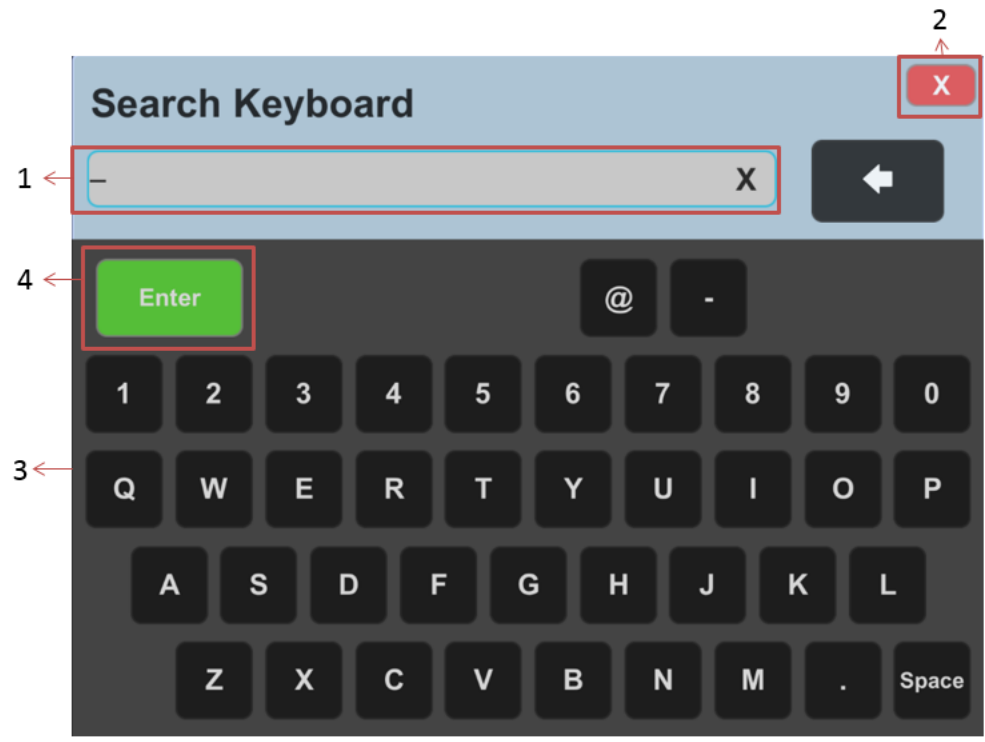 2
X
Search Keyboard
1
_ X
4
Enter @ -
1 2 3 4 5 6 7 8 9 0
3
Q W E R T Y U I O P
A S D F G H J K L
Z X C V B N M . Space